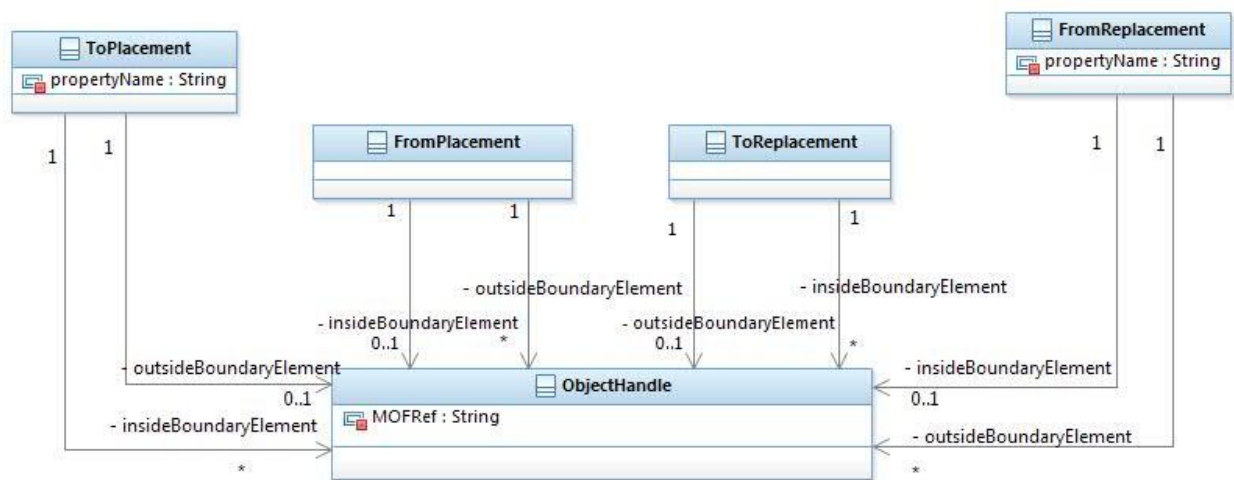 FromReplacement
propertyName : String
ToPlacement
propertyName : String
FromPlacement
ToReplacement
1
1
1
1
1
1
1
1
- outsideBoundaryElement
- insideBoundaryElement
- insideBoundaryElement
- outsideBoundaryElement
0..1
*
0..1
*
- outsideBoundaryElement
- insideBoundaryElement
0..1
0..1
ObjectHandle
MOFRef : String
- insideBoundaryElement
- outsideBoundaryElement
*
*